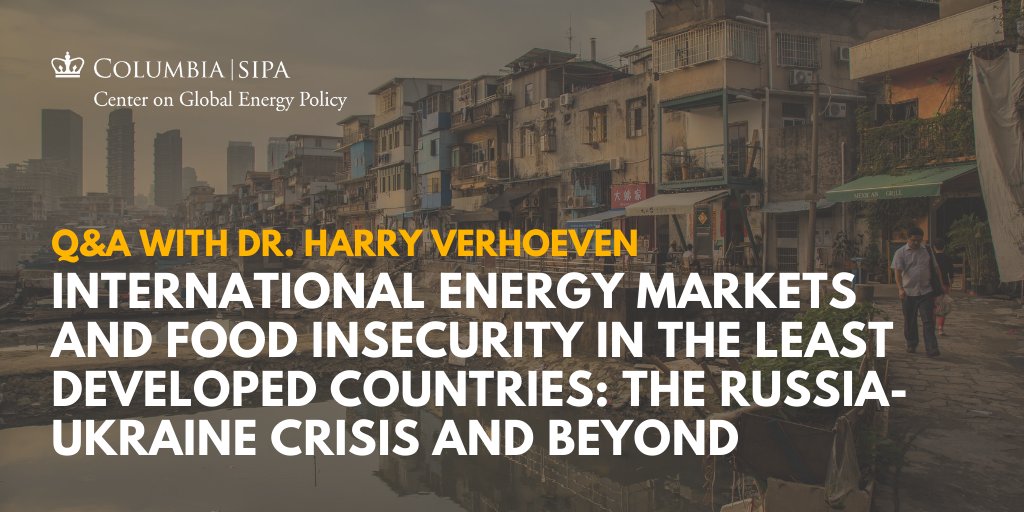 COLUMBIA | SIPA
Center on Global Energy Policy
Q&A WITH DR. HARRY VERHOEVEN
INTERNATIONAL ENERGY MARKETS
AND FOOD INSECURITY IN THE LEAST
DEVELOPED COUNTRIES: THE RUSSIA-
UKRAINE CRISIS AND BEYOND